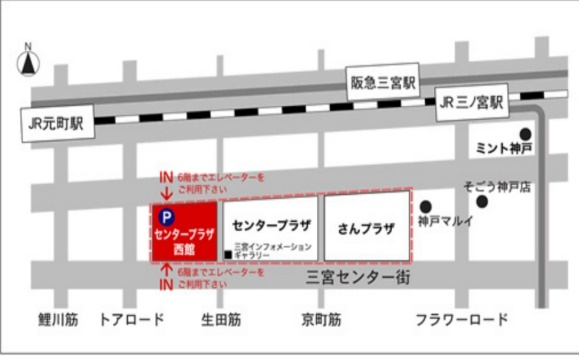 N
阪急三宮駅
JR三ノ宮駅
JR元町駅
ミント神戸
IN 6階までエレベーターを
ご利用下さい
そごう神戸店
P
センタープラザ
西館
センタープラザ
三宮インフォメーション
ギャラリー
さんプラザ
神戸マルイ
6階までエレベーターを
IN ご利用下さい
三宮センター街
鯉川筋
トアロード
生田筋
京町筋
フラワーロード